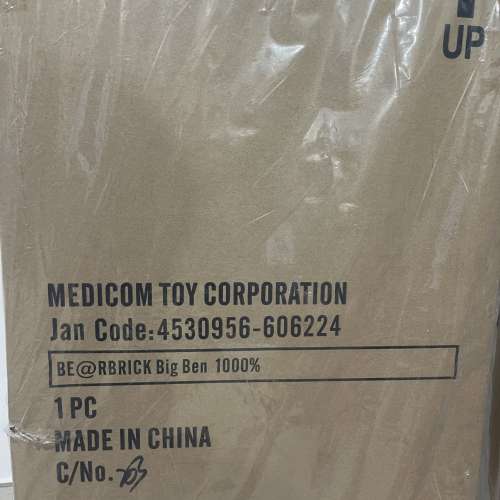 UP
MEDICOM TOY CORPORATION
Jan Code:4530956-606224
BE@RBRICK Big Ben 1000%
1 PC
MADE IN CHINA
C/No.